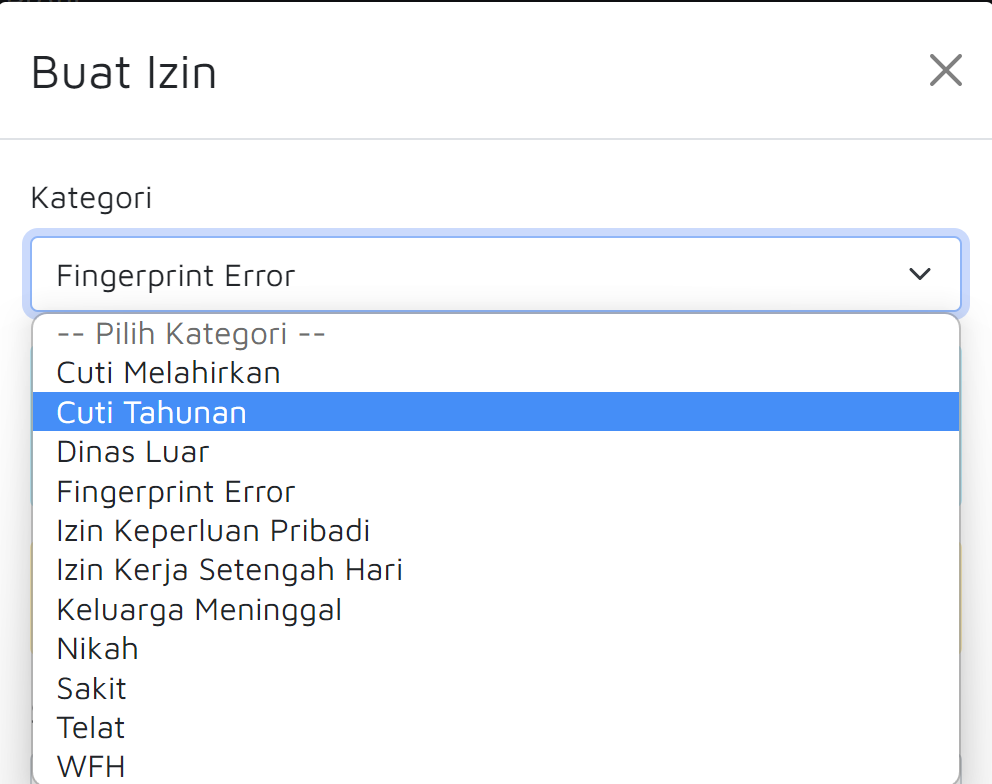 Buat Izin
Kategori
Fingerprint Error
-- Pilih Kategori --
Cuti Melahirkan
Cuti Tahunan
Dinas Luar
Fingerprint Error
Izin Keperluan Pribadi
Izin Kerja Setengah Hari
Keluarga Meninggal
Nikah
Sakit
Telat
WFH